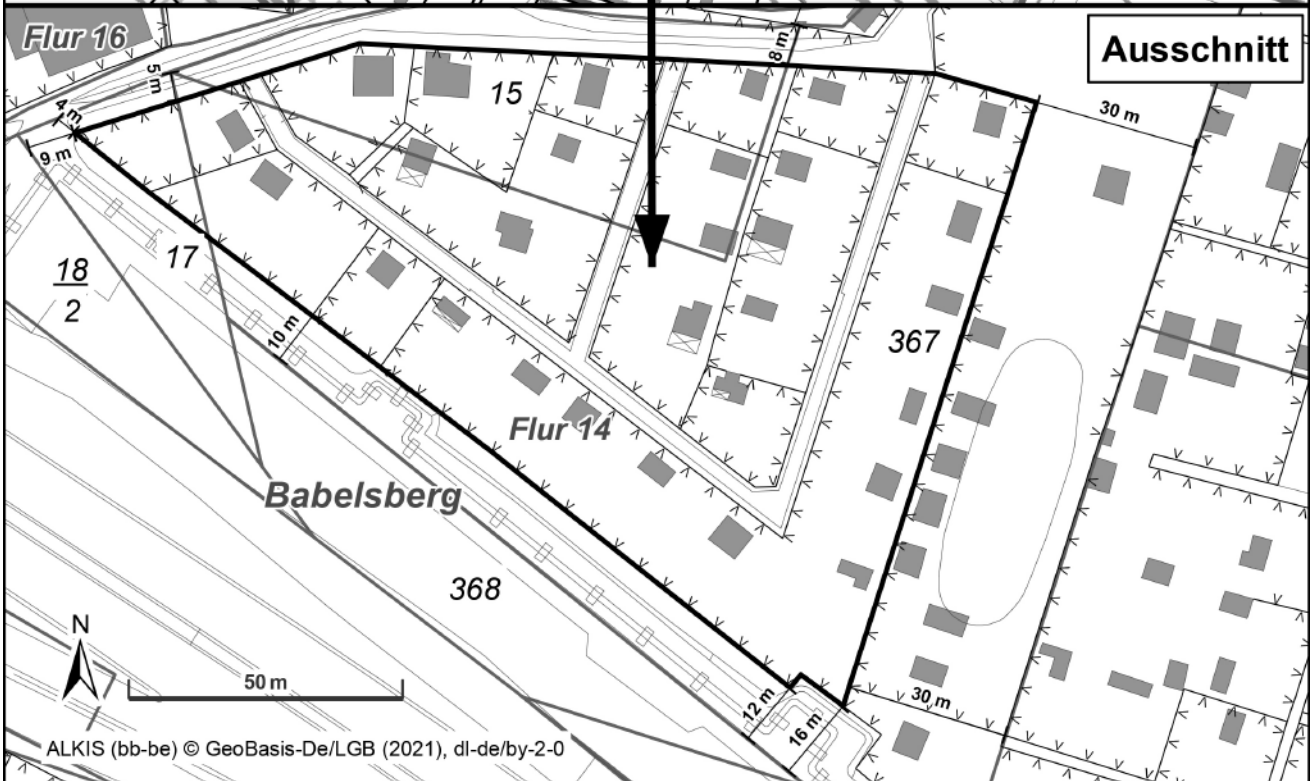 Flur 16
Ausschnitt
5 m
8 m
4 m
15
30 m
9 m
17
18
2
10 m
367
Flur 14
Babelsberg
368
N
50 m
12 m
16 m
30 m
ALKIS (bb-be) © GeoBasis-De/LGB (2021), dl-de/by-2-0